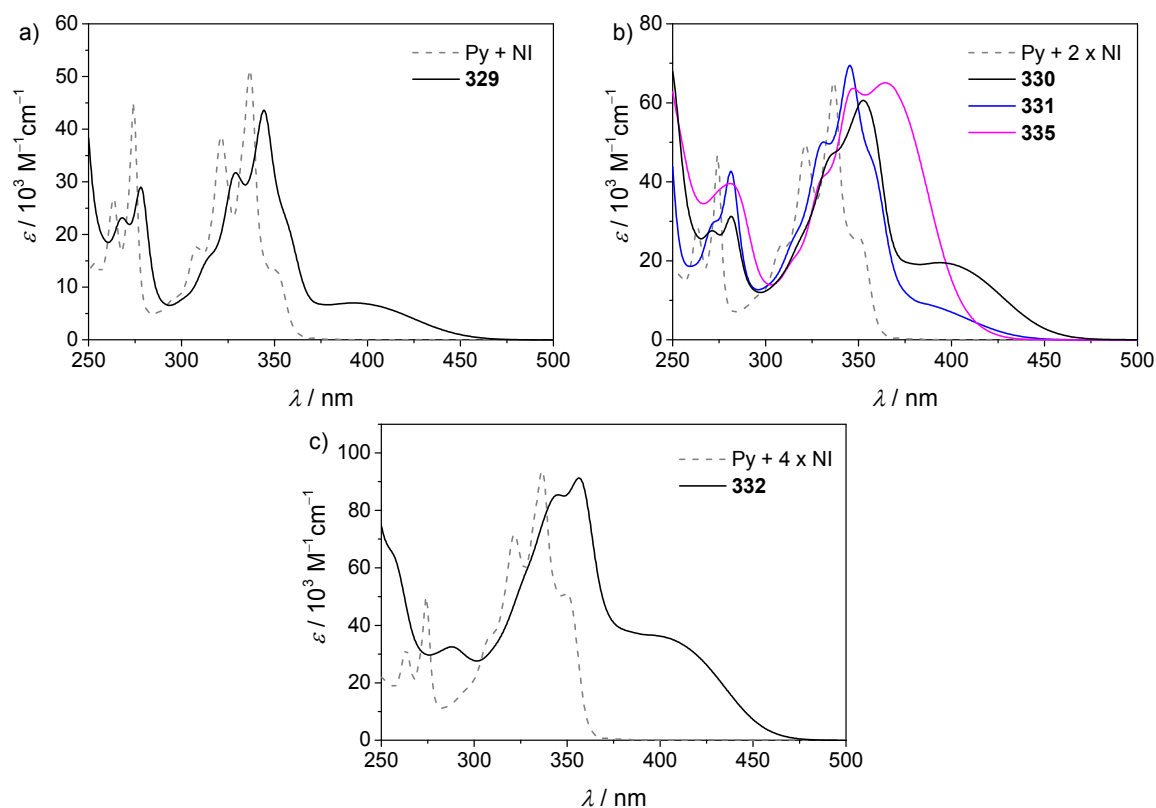 a)
Py + NI
329
ε / 10³ M⁻¹cm⁻¹
60
50
40
30
20
10
0
250 300 350 400 450 500
λ / nm
b)
Py + 2 x NI
330
331
335
ε / 10³ M⁻¹cm⁻¹
80
60
40
20
0
250 300 350 400 450 500
λ / nm
c)
Py + 4 x NI
332
ε / 10³ M⁻¹cm⁻¹
100
80
60
40
20
0
250 300 350 400 450 500
λ / nm